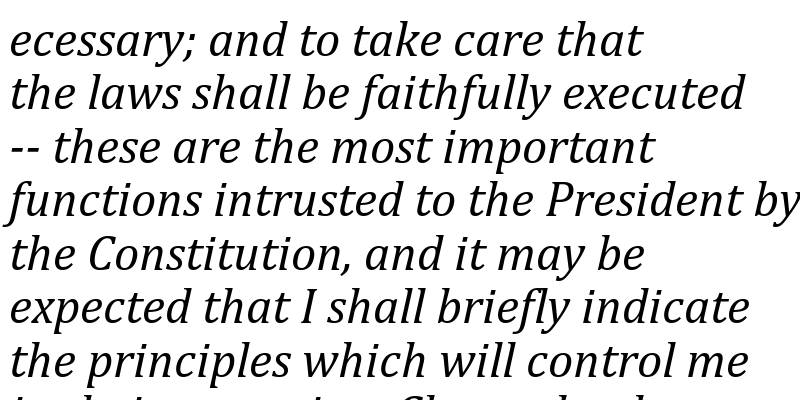 ecessary; and to take care that
the laws shall be faithfully executed
-- these are the most important
functions intrusted to the President by
the Constitution, and it may be
expected that I shall briefly indicate
the principles which will control me